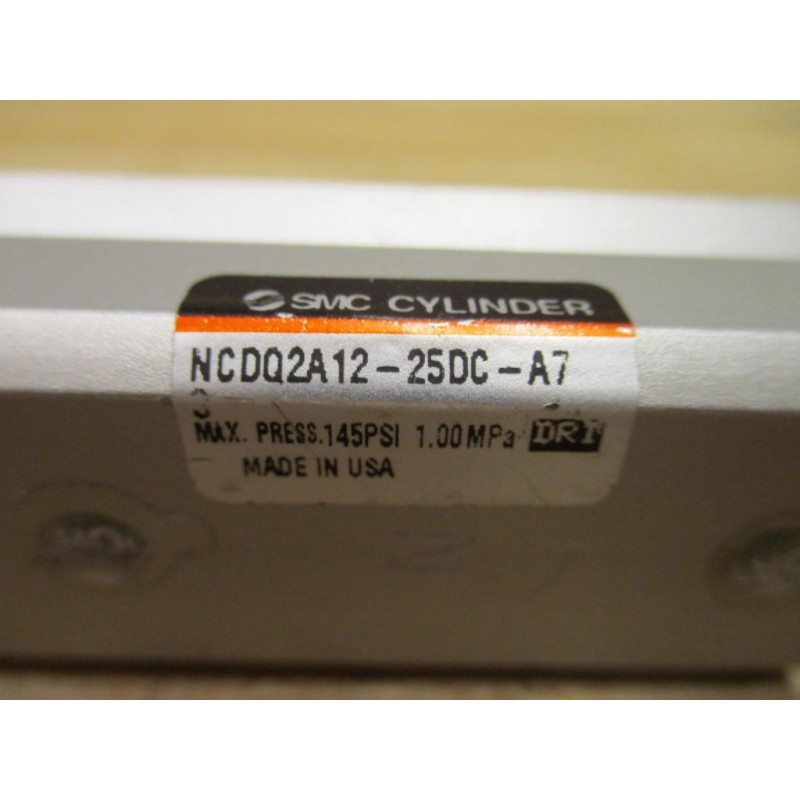 SMC CYLINDER
NCDQ2A12-25DC-A7
MAX. PRESS.145PSI 1.00MPa
MADE IN USA